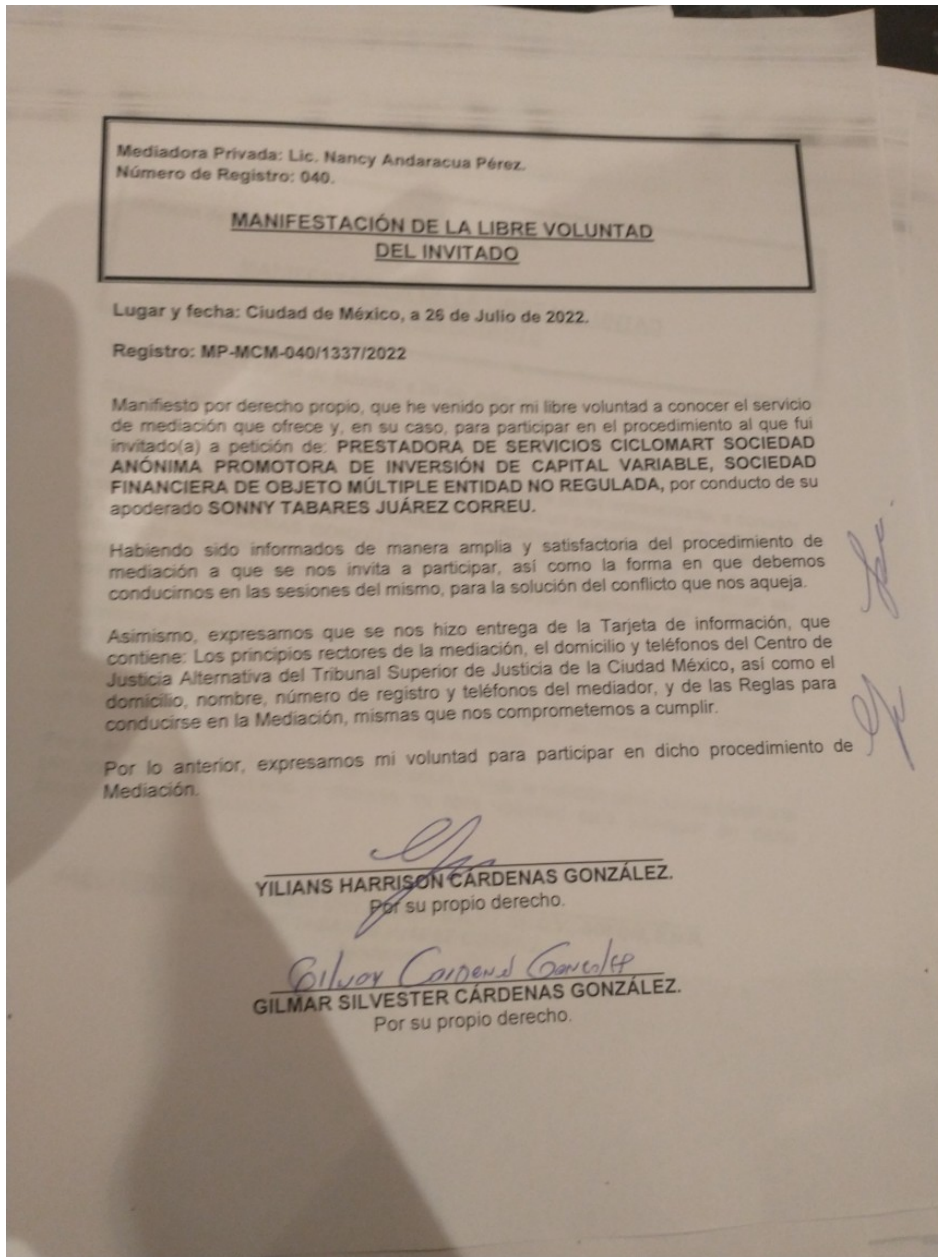 Mediadora Privada: Lic. Nancy Andaracua Pérez.
Número de Registro: 040.
MANIFESTACIÓN DE LA LIBRE VOLUNTAD
DEL INVITADO
Lugar y fecha: Ciudad de México, a 26 de Julio de 2022.
Registro: MP-MCM-040/1337/2022
Manifiesto por derecho propio, que he venido por mi libre voluntad a conocer el servicio
de mediación que ofrece y, en su caso, para participar en el procedimiento al que fui
invitado(a) a petición de: PRESTADORA DE SERVICIOS CICLOMART SOCIEDAD
ANÓNIMA PROMOTORA DE INVERSIÓN DE CAPITAL VARIABLE, SOCIEDAD
FINANCIERA DE OBJETO MÚLTIPLE ENTIDAD NO REGULADA, por conducto de su
apoderado SONNY TABARES JUÁREZ CORREU.
Habiendo sido informados de manera amplia y satisfactoria del procedimiento de
mediación a que se nos invita a participar, así como la forma en que debemos
conducirnos en las sesiones del mismo, para la solución del conflicto que nos aqueja.
Asimismo, expresamos que se nos hizo entrega de la Tarjeta de información, que
contiene: Los principios rectores de la mediación, el domicilio y teléfonos del Centro de
Justicia Alternativa del Tribunal Superior de Justicia de la Ciudad México, así como el
domicilio, nombre, número de registro y teléfonos del mediador, y de las Reglas para
conducirse en la Mediación, mismas que nos comprometemos a cumplir.
Por lo anterior, expresamos mi voluntad para participar en dicho procedimiento de
Mediación.
YILIANS HARRISON CÁRDENAS GONZÁLEZ.
Por su propio derecho.
GILMAR SILVESTER CÁRDENAS GONZÁLEZ.
Por su propio derecho.